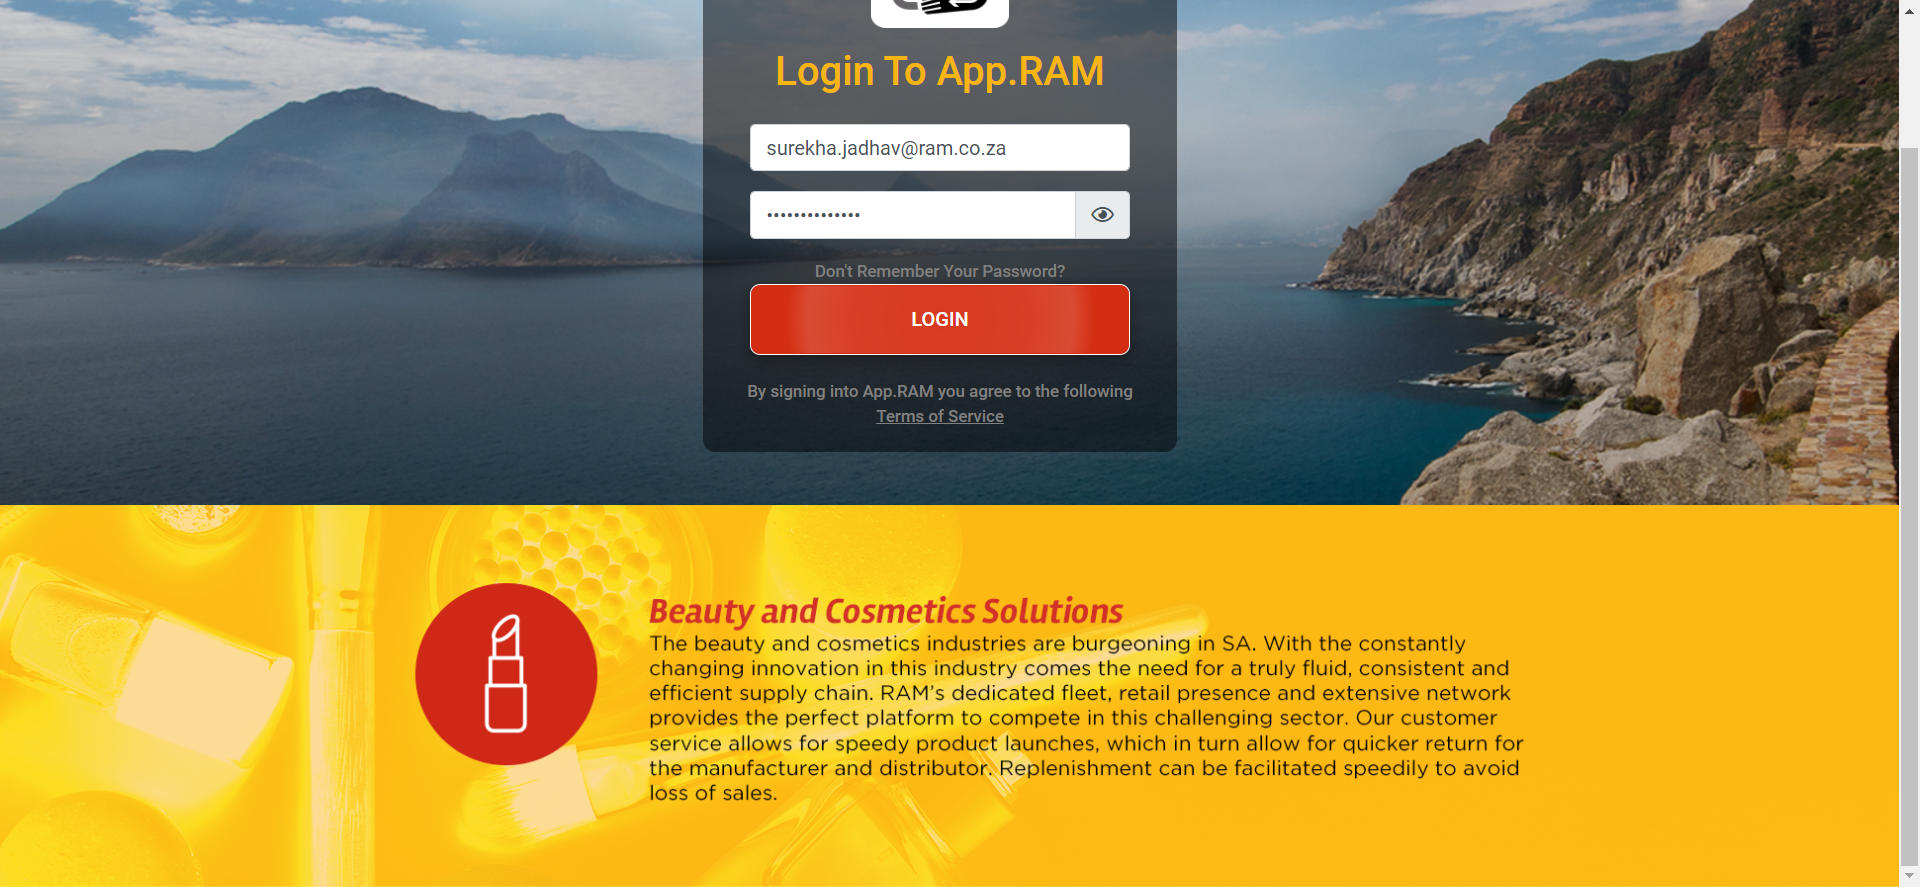 Login To App.RAM
surekha.jadhav@ram.co.za
Don't Remember Your Password?
LOGIN
By signing into App.RAM you agree to the following
Terms of Service
Beauty and Cosmetics Solutions
The beauty and cosmetics industries are burgeoning in SA. With the constantly
changing innovation in this industry comes the need for a truly fluid, consistent and
efficient supply chain. RAM’s dedicated fleet, retail presence and extensive network
provides the perfect platform to compete in this challenging sector. Our customer
service allows for speedy product launches, which in turn allow for quicker return for
the manufacturer and distributor. Replenishment can be facilitated speedily to avoid
loss of sales.